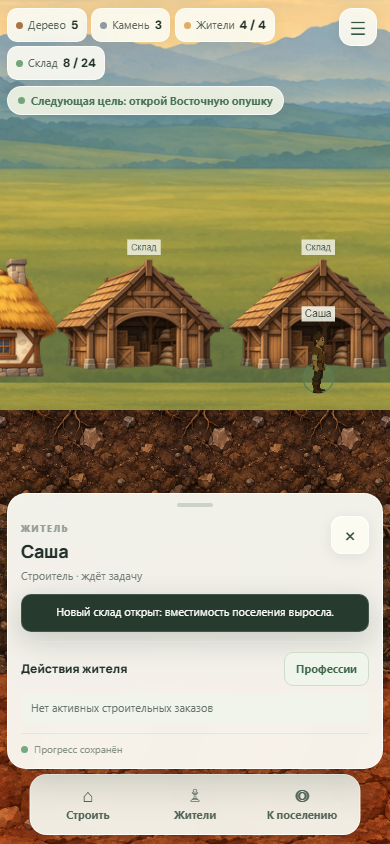 Дерево 5
Камень 3
Жители 4 / 4
Склад 8 / 24
Следующая цель: открой Восточную опушку
Склад
Склад
Саша
ЖИТЕЛЬ
Саша
Строитель · ждёт задачу
Новый склад открыт: вместимость поселения выросла.
Действия жителя
Профессии
Нет активных строительных заказов
Прогресс сохранён
Строить
Жители
К поселению